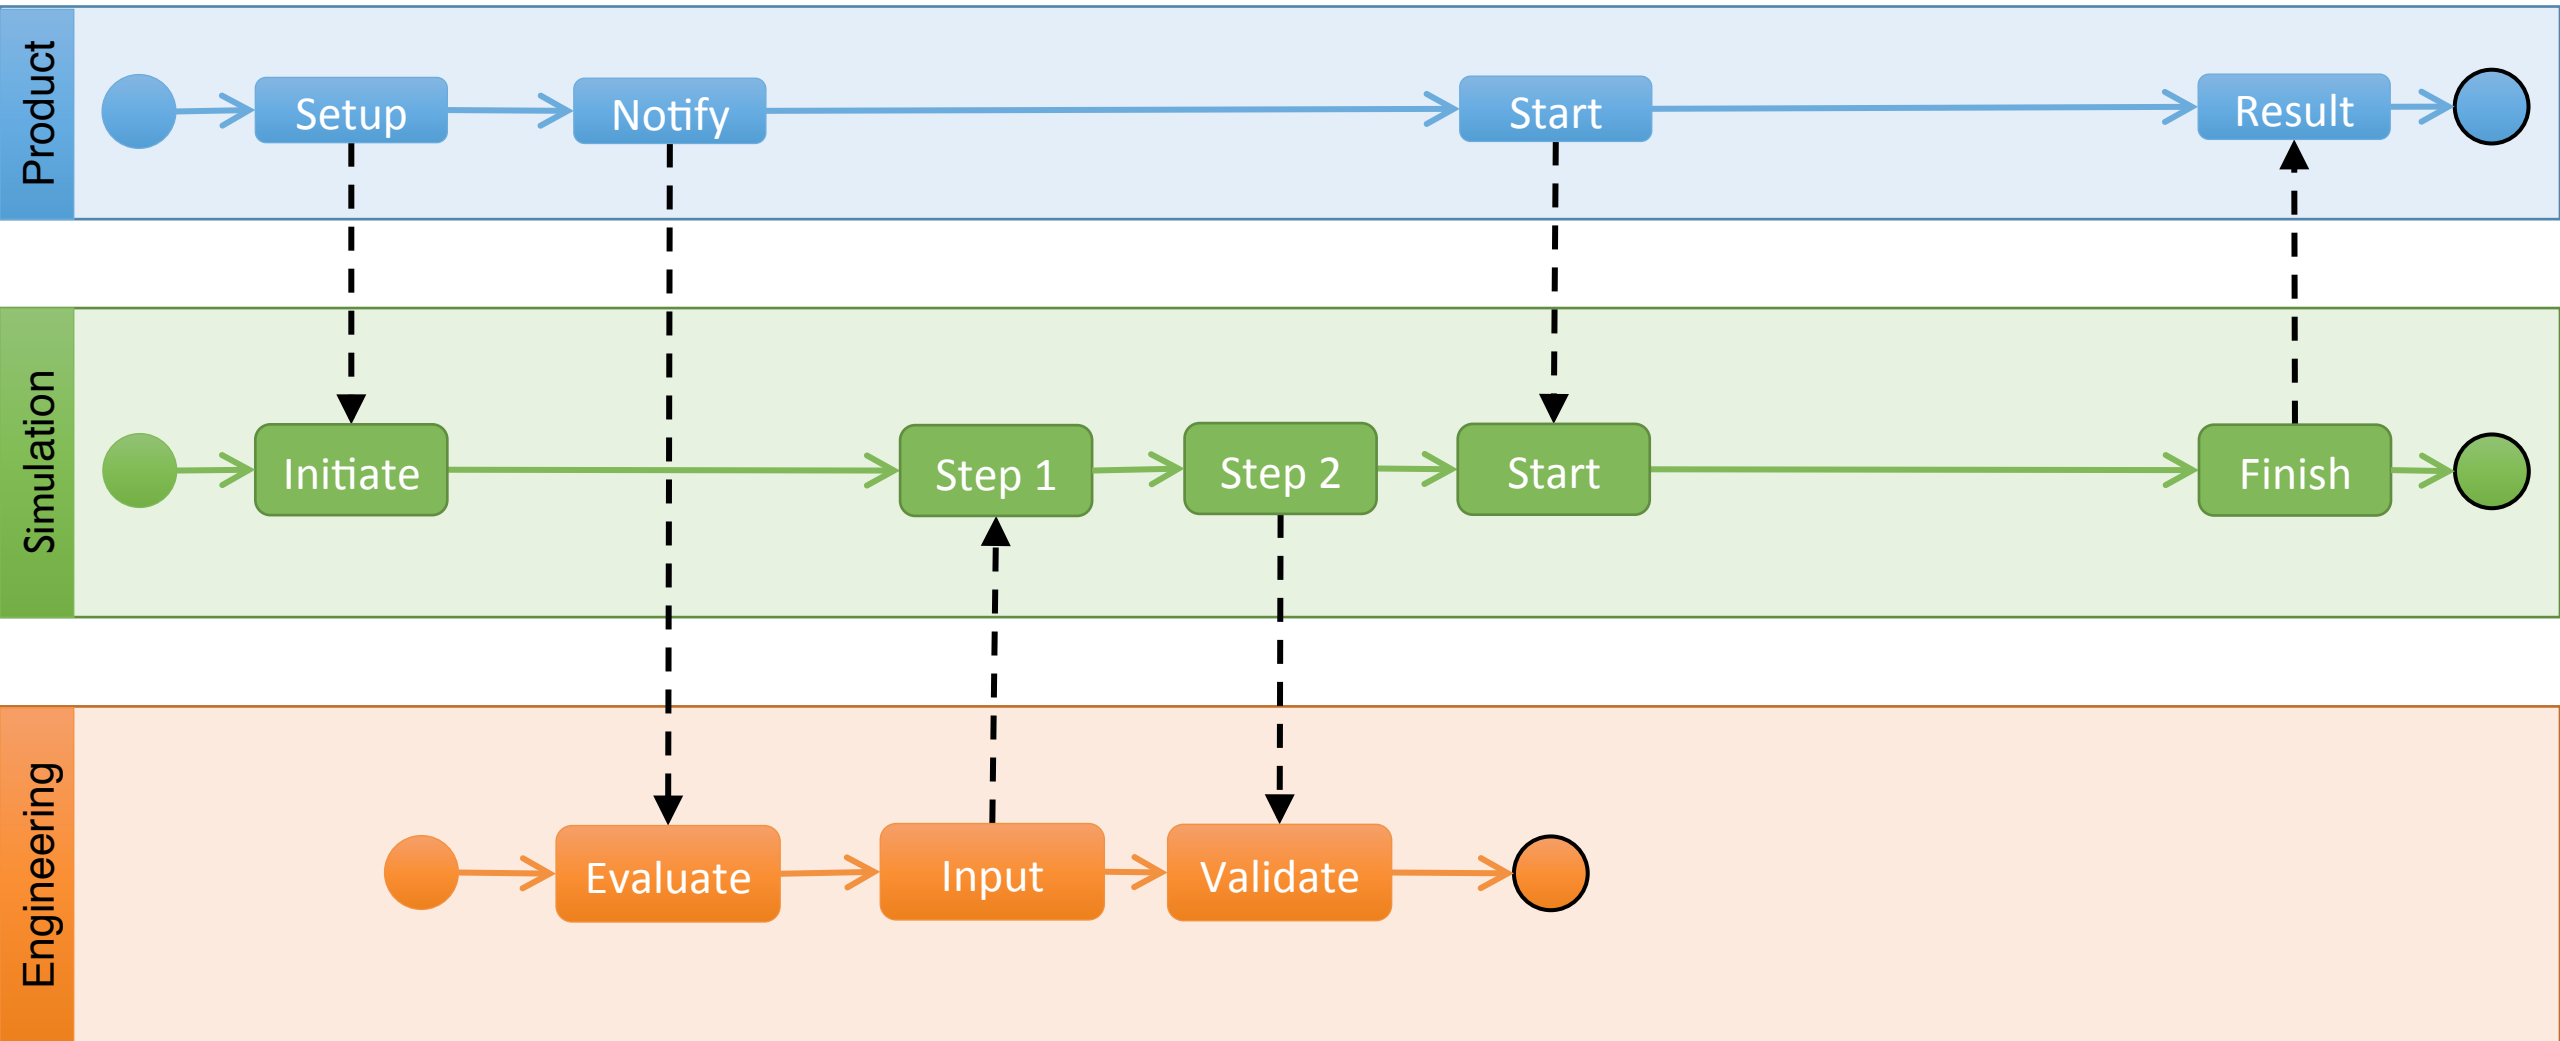 Product
Setup
Notify
Start
Result
Simulation
Initiate
Step 1
Step 2
Start
Finish
Engineering
Evaluate
Input
Validate